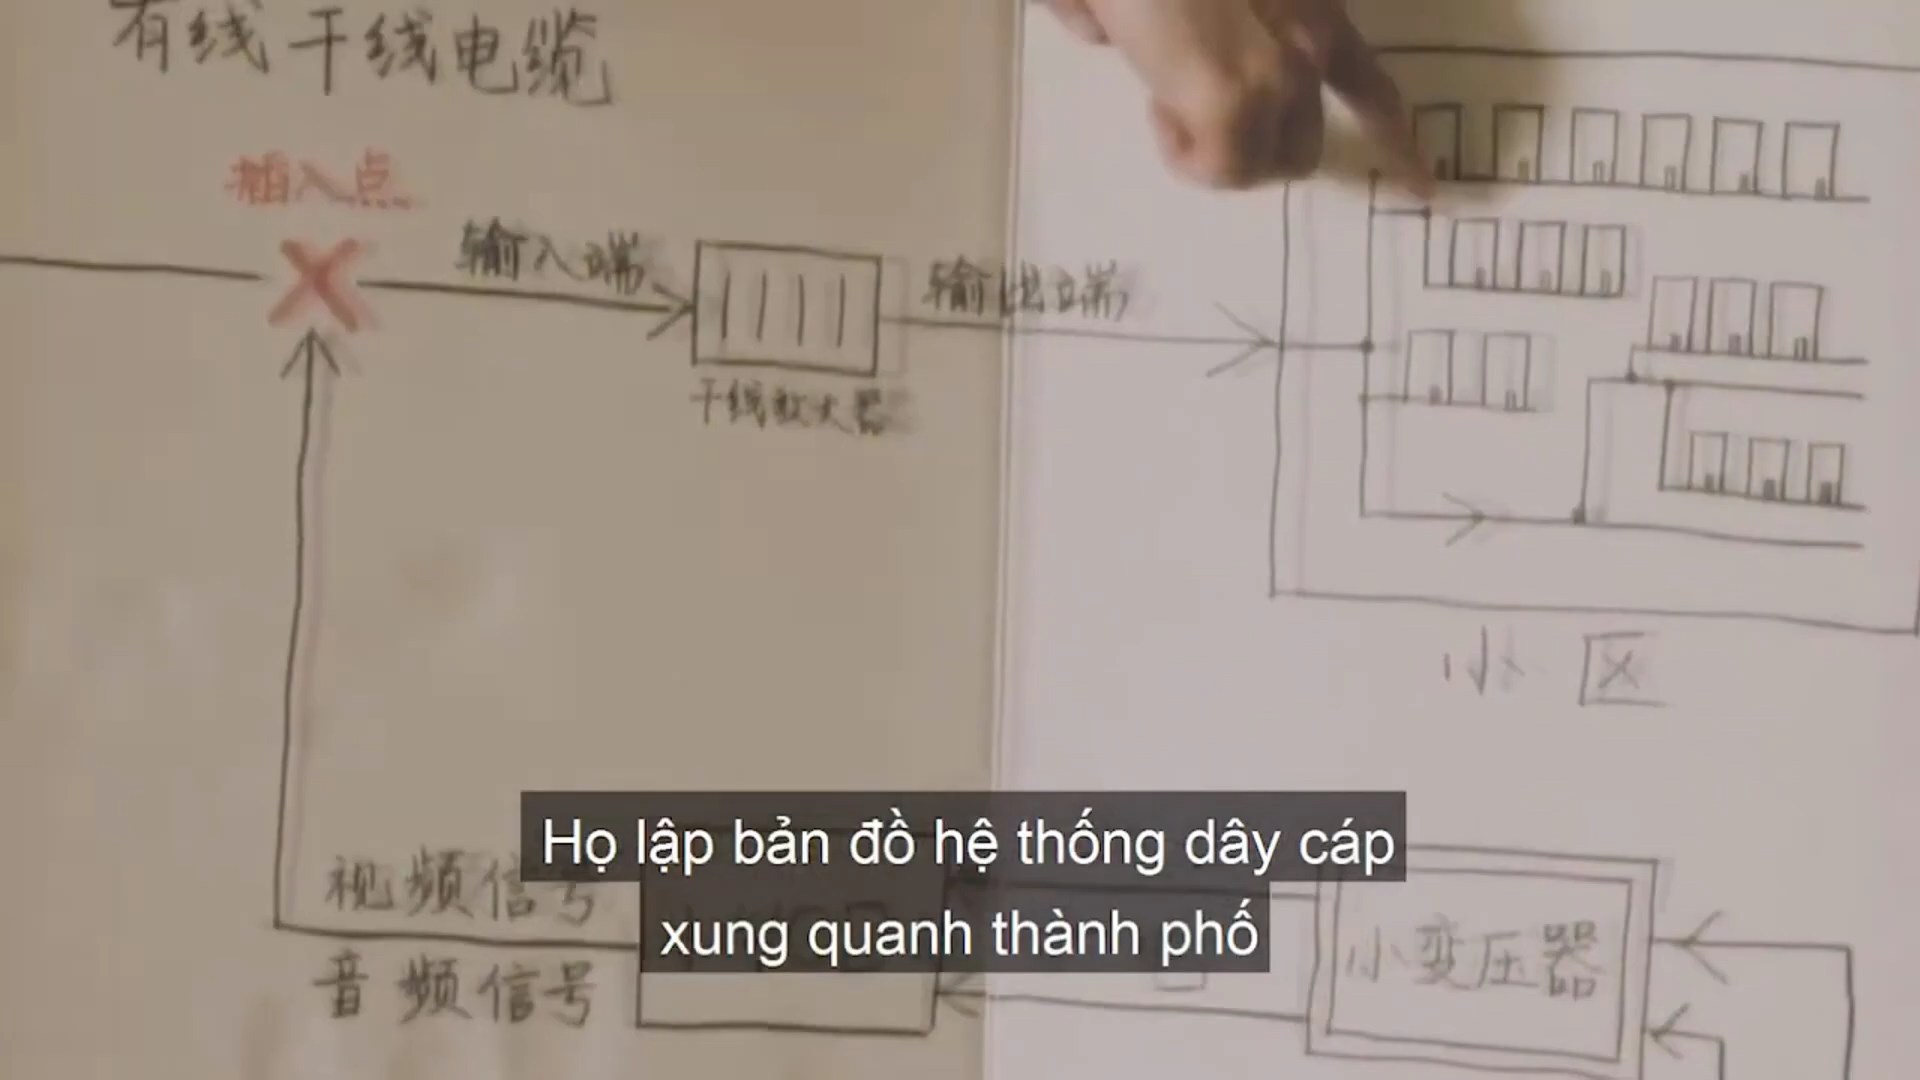 有线干线电缆
插入点
输入端
输出端
干线放大器
小区
视频信号
音频信号
小变压器
Họ lập bản đồ hệ thống dây cáp
xung quanh thành phố